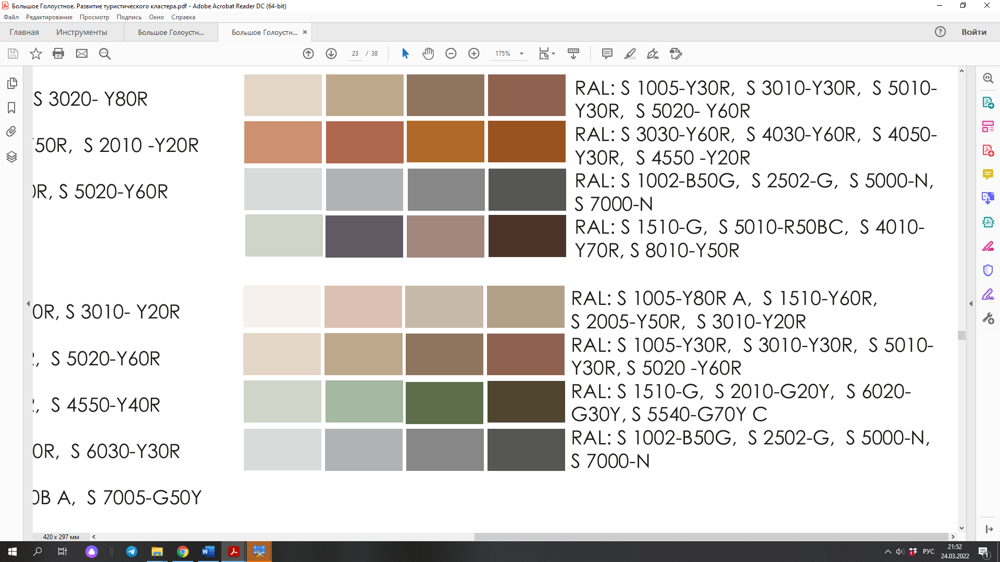 Большое Голоустное. Развитие туристического кластера.pdf - Adobe Acrobat Reader DC (64-bit)
Файл Редактирование Просмотр Подпись Окно Справка
Главная Инструменты Большое Голоустн... Большое Голоустн... Войти
23 / 38 175%
S 3020- Y80R
50R, S 2010 -Y20R
R, S 5020-Y60R
RAL: S 1005-Y30R, S 3010-Y30R, S 5010-
Y30R, S 5020- Y60R
RAL: S 3030-Y60R, S 4030-Y60R, S 4050-
Y30R, S 4550 -Y20R
RAL: S 1002-B50G, S 2502-G, S 5000-N,
S 7000-N
RAL: S 1510-G, S 5010-R50BC, S 4010-
Y70R, S 8010-Y50R
0R, S 3010- Y20R
, S 5020-Y60R
, S 4550-Y40R
0R, S 6030-Y30R
0B A, S 7005-G50Y
RAL: S 1005-Y80R A, S 1510-Y60R,
S 2005-Y50R, S 3010-Y20R
RAL: S 1005-Y30R, S 3010-Y30R, S 5010-
Y30R, S 5020 -Y60R
RAL: S 1510-G, S 2010-G20Y, S 6020-
G30Y, S 5540-G70Y C
RAL: S 1002-B50G, S 2502-G, S 5000-N,
S 7000-N
420 x 297 мм
РУС
21:52
24.03.2022